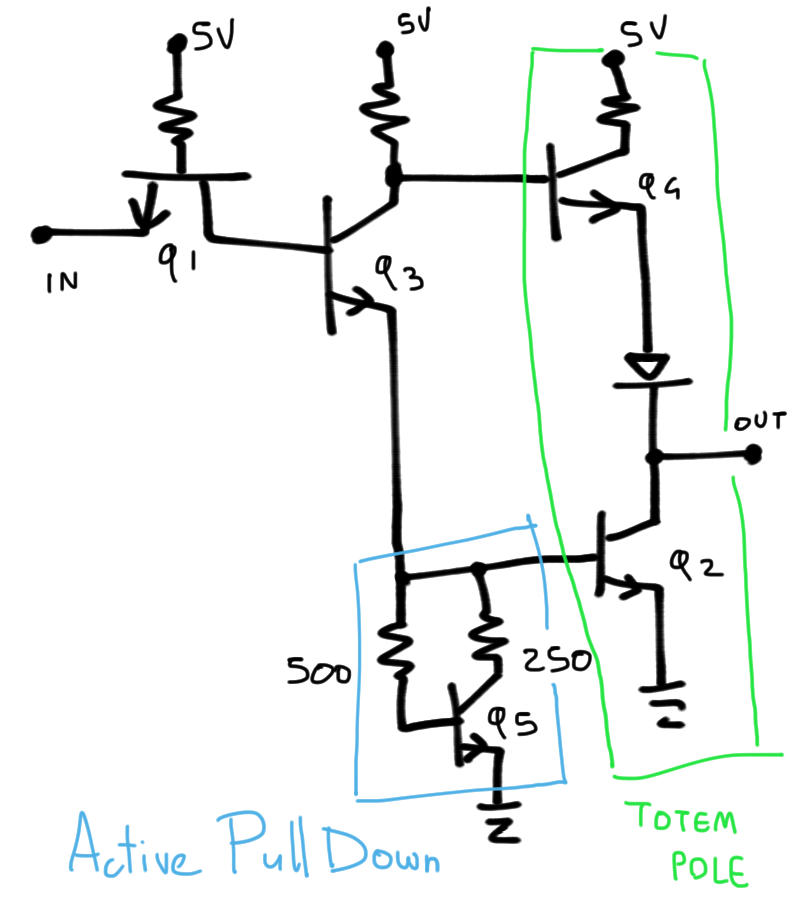 5V
5V
5V
Q4
Q1
IN
Q3
OUT
Q2
500
250
Q5
Active Pull Down
TOTEM
POLE